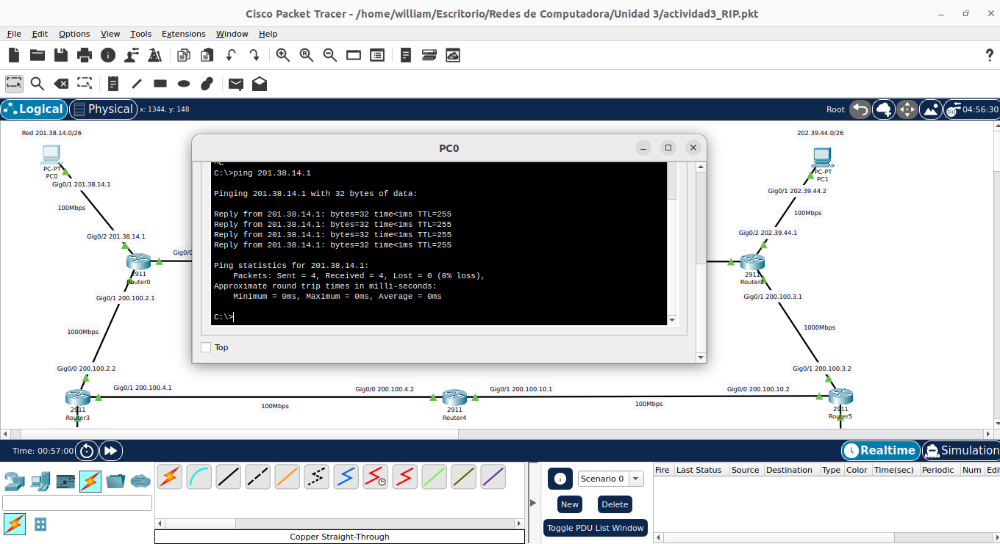 Cisco Packet Tracer - /home/william/Escritorio/Redes de Computadora/Unidad 3/actividad3_RIP.pkt
File Edit Options View Tools Extensions Window Help
Logical Physical x: 1344, y: 148 Root 04:56:30
Red 201.38.14.0/26
PC-PT
PC0
Gig0/1 201.38.14.1
100Mbps
Gig0/2 201.38.14.1
Gig0/0
2911
Router0
Gig0/1 200.100.2.1
1000Mbps
Gig0/0 200.100.2.2
Gig0/1 200.100.4.1
2911
Router3
100Mbps
PC0
C:\>ping 201.38.14.1
Pinging 201.38.14.1 with 32 bytes of data:
Reply from 201.38.14.1: bytes=32 time<1ms TTL=255
Reply from 201.38.14.1: bytes=32 time<1ms TTL=255
Reply from 201.38.14.1: bytes=32 time<1ms TTL=255
Reply from 201.38.14.1: bytes=32 time<1ms TTL=255
Ping statistics for 201.38.14.1:
Packets: Sent = 4, Received = 4, Lost = 0 (0% loss),
Approximate round trip times in milli-seconds:
Minimum = 0ms, Maximum = 0ms, Average = 0ms
C:\>
Top
202.39.44.0/26
PC-PT
PC1
Gig0/1 202.39.44.2
100Mbps
Gig0/2 202.39.44.1
2911
Router2
Gig0/1 200.100.3.1
1000Mbps
Gig0/1 200.100.3.2
Gig0/0 200.100.4.2
Gig0/1 200.100.10.1
Gig0/0 200.100.10.2
2911
Router4
100Mbps
2911
Router5
Time: 00:57:00 Realtime Simulation
Scenario 0
New Delete
Toggle PDU List Window
Fire Last Status Source Destination Type Color Time(sec) Periodic Num Edit
Copper Straight-Through